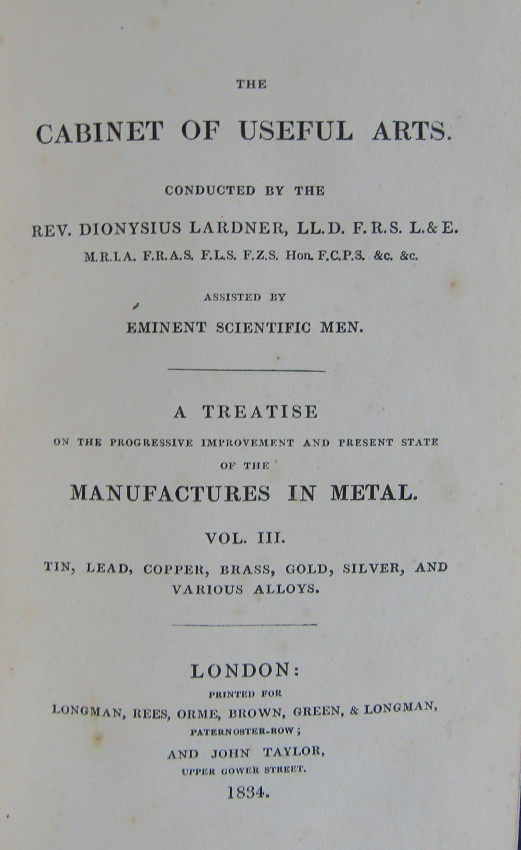 THE
CABINET OF USEFUL ARTS.
CONDUCTED BY THE
REV. DIONYSIUS LARDNER, LL.D. F.R.S. L.& E.
M.R.I.A. F.R.A.S. F.L.S. F.Z.S. Hon. F.C.P.S. &c. &c.
ASSISTED BY
EMINENT SCIENTIFIC MEN.
A TREATISE
ON THE PROGRESSIVE IMPROVEMENT AND PRESENT STATE
OF THE
MANUFACTURES IN METAL.
VOL. III.
TIN, LEAD, COPPER, BRASS, GOLD, SILVER, AND
VARIOUS ALLOYS.
LONDON:
PRINTED FOR
LONGMAN, REES, ORME, BROWN, GREEN, & LONGMAN,
PATERNOSTER-ROW;
AND JOHN TAYLOR,
UPPER GOWER STREET.
1834.